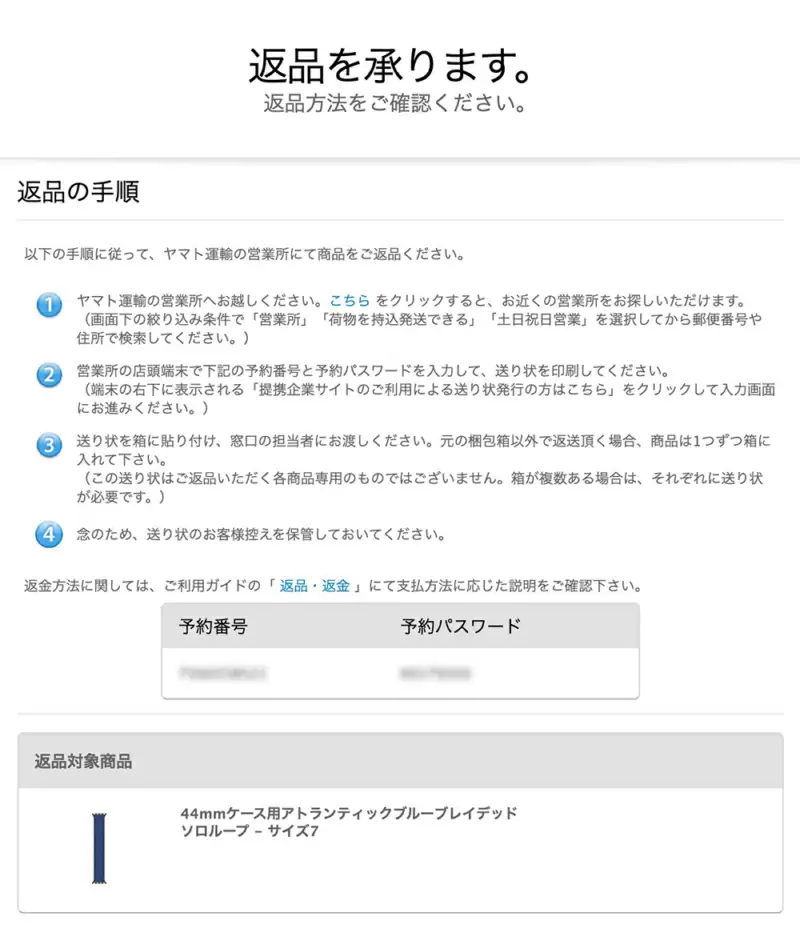 返品を承ります。
返品方法をご確認ください。
返品の手順
以下の手順に従って、ヤマト運輸の営業所にて商品をご返品ください。
1 ヤマト運輸の営業所へお越しください。こちら をクリックすると、お近くの営業所をお探しいただけます。
（画面下の絞り込み条件で「営業所」「荷物を持込発送できる」「土日祝日営業」を選択してから郵便番号や
住所で検索してください。）
2 営業所の店頭端末で下記の予約番号と予約パスワードを入力して、送り状を印刷してください。
（端末の右下に表示される「提携企業サイトのご利用による送り状発行の方はこちら」をクリックして入力画面
にお進みください。）
3 送り状を箱に貼り付け、窓口の担当者にお渡しください。元の梱包箱以外で返送頂く場合、商品は1つずつ箱に
入れて下さい。
（この送り状はご返品いただく各商品専用のものではございません。箱が複数ある場合は、それぞれに送り状
が必要です。）
4 念のため、送り状のお客様控えを保管しておいてください。
返金方法に関しては、ご利用ガイドの「 返品・返金 」にて支払方法に応じた説明をご確認下さい。
予約番号 予約パスワード
返品対象商品
44mmケース用アトランティックブルーブレイデッド
ソロループ – サイズ7